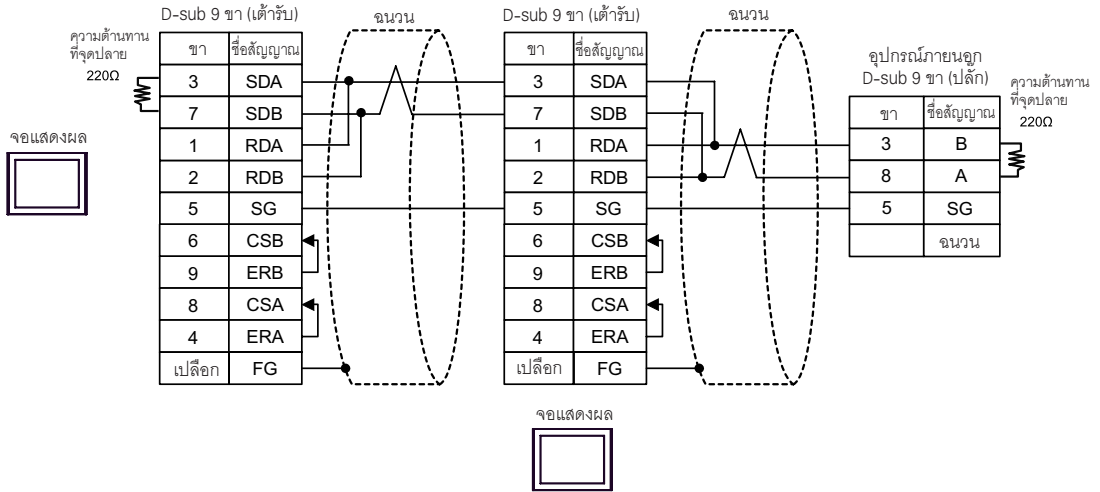 D-sub 9 ขา (เต้ารับ)
ฉนวน
D-sub 9 ขา (เต้ารับ)
ฉนวน
ความต้านทาน
ที่จุดปลาย
220Ω
ขา ชื่อสัญญาณ
3 SDA
7 SDB
1 RDA
2 RDB
5 SG
6 CSB
9 ERB
8 CSA
4 ERA
เปลือก FG
จอแสดงผล
ขา ชื่อสัญญาณ
3 SDA
7 SDB
1 RDA
2 RDB
5 SG
6 CSB
9 ERB
8 CSA
4 ERA
เปลือก FG
จอแสดงผล
อุปกรณ์ภายนอก
D-sub 9 ขา (ปลั๊ก)
ขา ชื่อสัญญาณ
3 B
8 A
5 SG
ฉนวน
ความต้านทาน
ที่จุดปลาย
220Ω